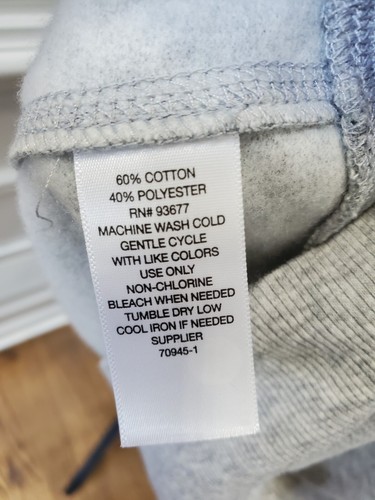 60% COTTON
40% POLYESTER
RN# 93677
MACHINE WASH COLD
GENTLE CYCLE
WITH LIKE COLORS
USE ONLY
NON-CHLORINE
BLEACH WHEN NEEDED
TUMBLE DRY LOW
COOL IRON IF NEEDED
SUPPLIER
70945-1